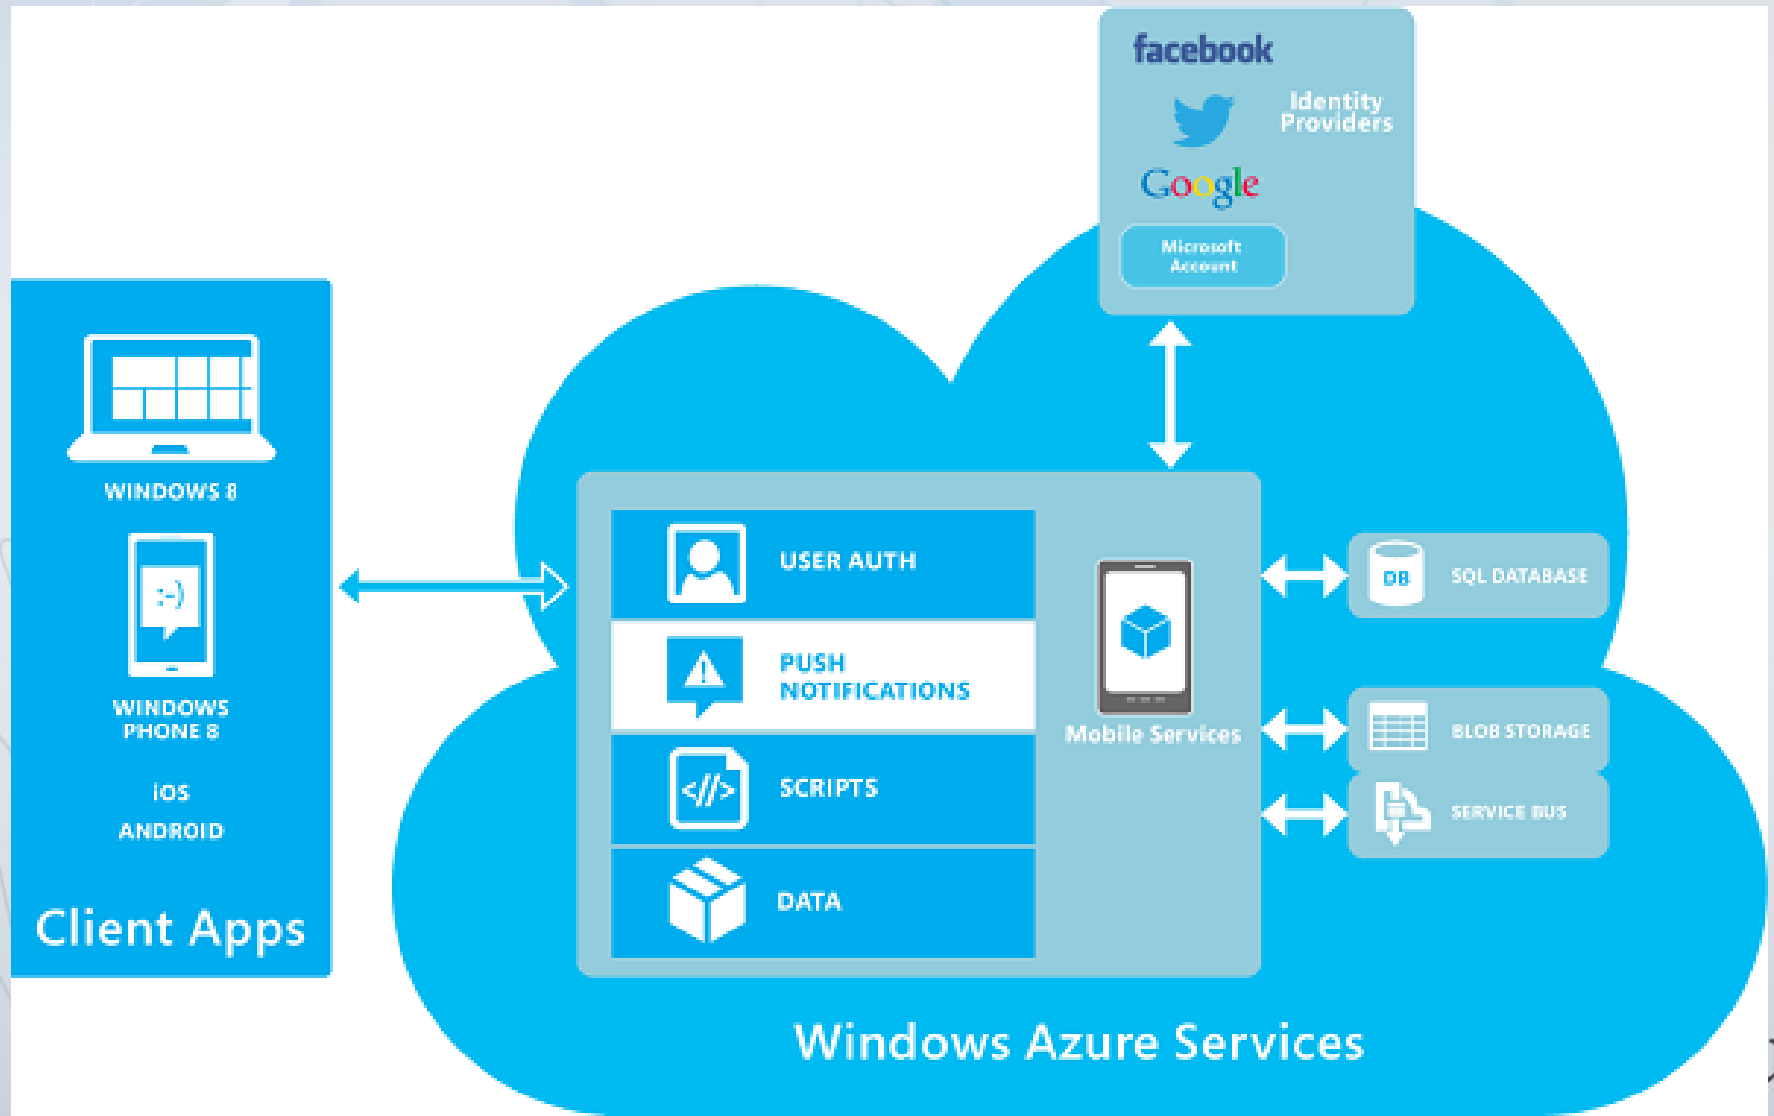 facebook
Identity
Providers
Google
Microsoft
Account
WINDOWS 8
:-)
WINDOWS
PHONE 8
iOS
ANDROID
Client Apps
USER AUTH
PUSH
NOTIFICATIONS
</>
SCRIPTS
DATA
Mobile Services
DB
SQL DATABASE
BLOB STORAGE
SERVICE BUS
Windows Azure Services